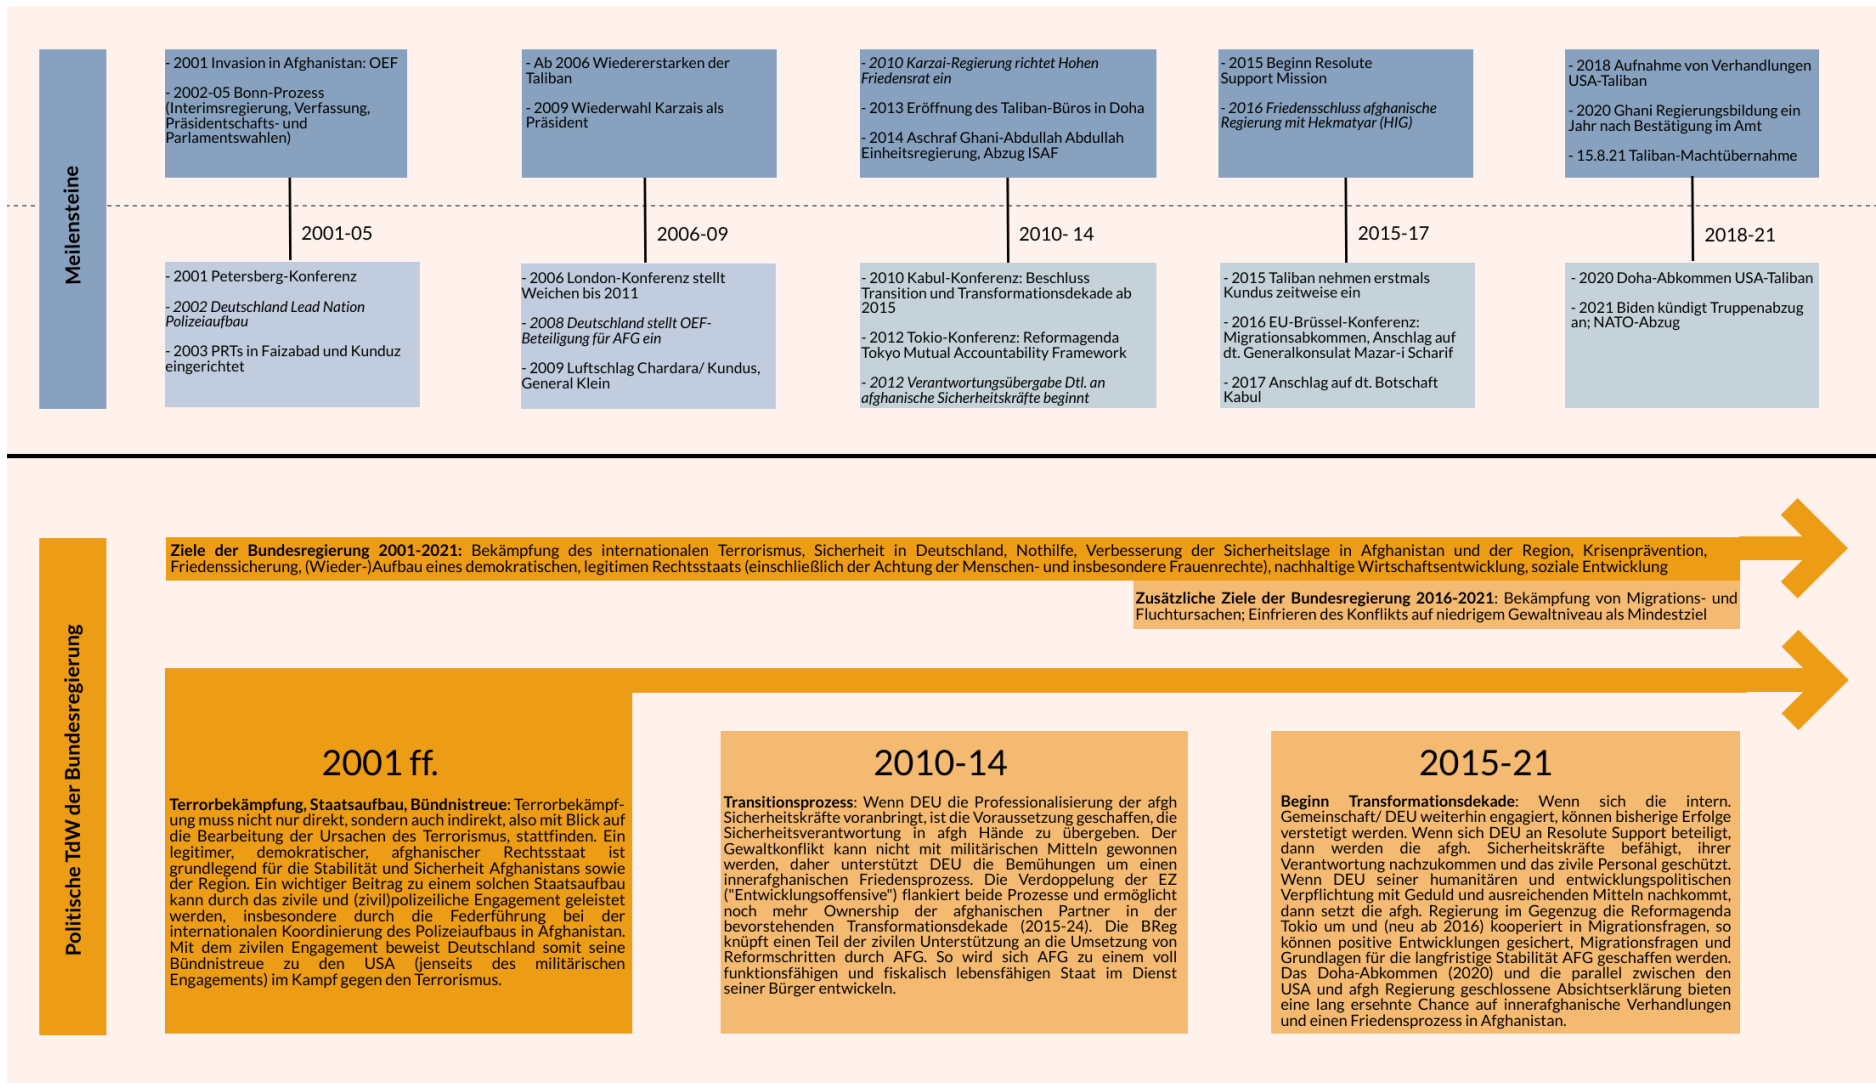 Meilensteine
- 2001 Invasion in Afghanistan: OEF
- 2002-05 Bonn-Prozess
(Interimsregierung, Verfassung,
Präsidentschafts- und
Parlamentswahlen)
- Ab 2006 Wiedererstarken der
Taliban
- 2009 Wiederwahl Karzais als
Präsident
- 2010 Karzai-Regierung richtet Hohen
Friedensrat ein
- 2013 Eröffnung des Taliban-Büros in Doha
- 2014 Aschraf Ghani-Abdullah Abdullah
Einheitsregierung, Abzug ISAF
- 2015 Beginn Resolute
Support Mission
- 2016 Friedensschluss afghanische
Regierung mit Hekmatyar (HIG)
- 2018 Aufnahme von Verhandlungen
USA-Taliban
- 2020 Ghani Regierungsbildung ein
Jahr nach Bestätigung im Amt
- 15.8.21 Taliban-Machtübernahme
2001-05
2006-09
2010- 14
2015-17
2018-21
- 2001 Petersberg-Konferenz
- 2002 Deutschland Lead Nation
Polizeiaufbau
- 2003 PRTs in Faizabad und Kunduz
eingerichtet
- 2006 London-Konferenz stellt
Weichen bis 2011
- 2008 Deutschland stellt OEF-
Beteiligung für AFG ein
- 2009 Luftschlag Chardara/ Kundus,
General Klein
- 2010 Kabul-Konferenz: Beschluss
Transition und Transformationsdekade ab
2015
- 2012 Tokio-Konferenz: Reformagenda
Tokyo Mutual Accountability Framework
- 2012 Verantwortungsübergabe Dtl. an
afghanische Sicherheitskräfte beginnt
- 2015 Taliban nehmen erstmals
Kundus zeitweise ein
- 2016 EU-Brüssel-Konferenz:
Migrationsabkommen, Anschlag auf
dt. Generalkonsulat Mazar-i Scharif
- 2017 Anschlag auf dt. Botschaft
Kabul
- 2020 Doha-Abkommen USA-Taliban
- 2021 Biden kündigt Truppenabzug
an; NATO-Abzug
Politische TdW der Bundesregierung
Ziele der Bundesregierung 2001-2021: Bekämpfung des internationalen Terrorismus, Sicherheit in Deutschland, Nothilfe, Verbesserung der Sicherheitslage in Afghanistan und der Region, Krisenprävention,
Friedenssicherung, (Wieder-)Aufbau eines demokratischen, legitimen Rechtsstaats (einschließlich der Achtung der Menschen- und insbesondere Frauenrechte), nachhaltige Wirtschaftsentwicklung, soziale Entwicklung
Zusätzliche Ziele der Bundesregierung 2016-2021: Bekämpfung von Migrations- und
Fluchtursachen; Einfrieren des Konflikts auf niedrigem Gewaltniveau als Mindestziel
2001 ff.
Terrorbekämpfung, Staatsaufbau, Bündnistreue: Terrorbekämpf-
ung muss nicht nur direkt, sondern auch indirekt, also mit Blick auf
die Bearbeitung der Ursachen des Terrorismus, stattfinden. Ein
legitimer, demokratischer, afghanischer Rechtsstaat ist
grundlegend für die Stabilität und Sicherheit Afghanistans sowie
der Region. Ein wichtiger Beitrag zu einem solchen Staatsaufbau
kann durch das zivile und (zivil)polizeiliche Engagement geleistet
werden, insbesondere durch die Federführung bei der
internationalen Koordinierung des Polizeiaufbaus in Afghanistan.
Mit dem zivilen Engagement beweist Deutschland somit seine
Bündnistreue zu den USA (jenseits des militärischen
Engagements) im Kampf gegen den Terrorismus.
2010-14
Transitionsprozess: Wenn DEU die Professionalisierung der afgh
Sicherheitskräfte voranbringt, ist die Voraussetzung geschaffen, die
Sicherheitsverantwortung in afgh Hände zu übergeben. Der
Gewaltkonflikt kann nicht mit militärischen Mitteln gewonnen
werden, daher unterstützt DEU die Bemühungen um einen
innerafghanischen Friedensprozess. Die Verdoppelung der EZ
("Entwicklungsoffensive") flankiert beide Prozesse und ermöglicht
noch mehr Ownership der afghanischen Partner in der
bevorstehenden Transformationsdekade (2015-24). Die BReg
knüpft einen Teil der zivilen Unterstützung an die Umsetzung von
Reformschritten durch AFG. So wird sich AFG zu einem voll
funktionsfähigen und fiskalisch lebensfähigen Staat im Dienst
seiner Bürger entwickeln.
2015-21
Beginn Transformationsdekade: Wenn sich die intern.
Gemeinschaft/ DEU weiterhin engagiert, können bisherige Erfolge
verstetigt werden. Wenn sich DEU an Resolute Support beteiligt,
dann werden die afgh. Sicherheitskräfte befähigt, ihrer
Verantwortung nachzukommen und das zivile Personal geschützt.
Wenn DEU seiner humanitären und entwicklungspolitischen
Verpflichtung mit Geduld und ausreichenden Mitteln nachkommt,
dann setzt die afgh. Regierung im Gegenzug die Reformagenda
Tokio um und (neu ab 2016) kooperiert in Migrationsfragen, so
können positive Entwicklungen gesichert, Migrationsfragen und
Grundlagen für die langfristige Stabilität AFG geschaffen werden.
Das Doha-Abkommen (2020) und die parallel zwischen den
USA und afgh Regierung geschlossene Absichtserklärung bieten
eine lang ersehnte Chance auf innerafghanische Verhandlungen
und einen Friedensprozess in Afghanistan.